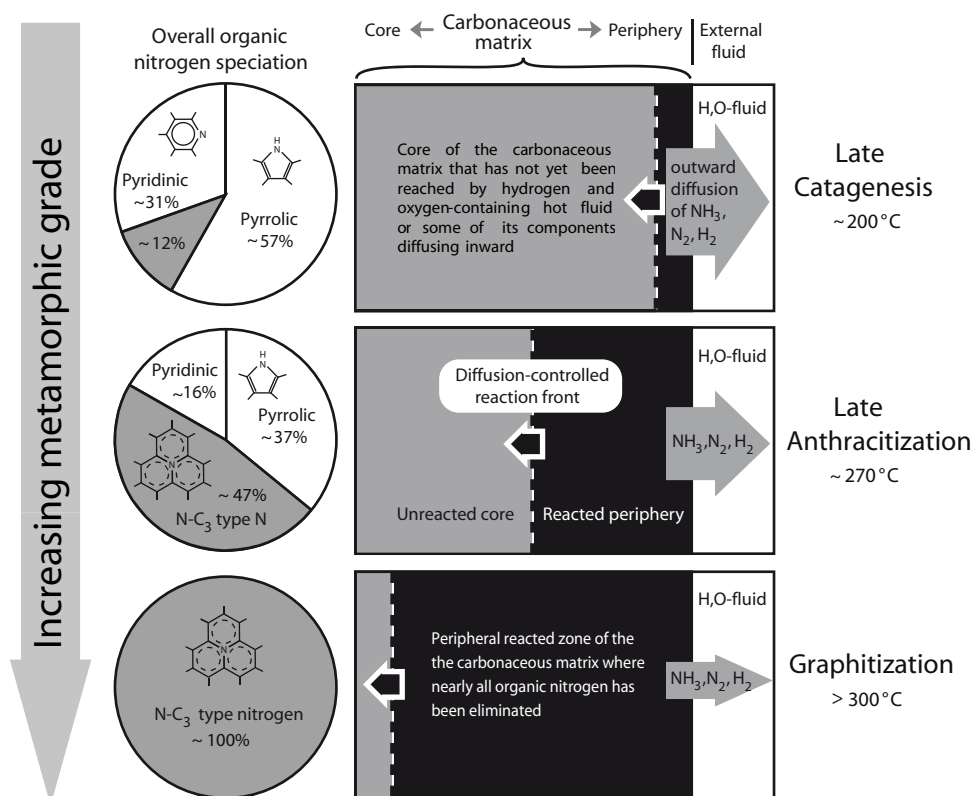 Increasing metamorphic grade
Overall organic
nitrogen speciation
Core
Carbonaceous
matrix
Periphery
External
fluid
N
Pyridinic
~31%
H
N
Pyrrolic
~ 57%
~ 12%
Core of the carbonaceous
matrix that has not yet been
reached by hydrogen and
oxygen-containing hot fluid
or some of its components
diffusing inward
H,O-fluid
outward
diffusion
of NH3,
N2, H2
Late
Catagenesis
~200°C
Pyridinic
~16%
H
N
Pyrrolic
~ 37%
N
~ 47%
N-C3 type N
Diffusion-controlled
reaction front
Unreacted core
Reacted periphery
H,O-fluid
NH3,N2, H2
Late
Anthracitization
~ 270°C
N
N-C3 type nitrogen
~ 100%
Peripheral reacted zone of the
the carbonaceous matrix where
nearly all organic nitrogen has
been eliminated
H,O-fluid
NH3,N2, H2
Graphitization
> 300°C